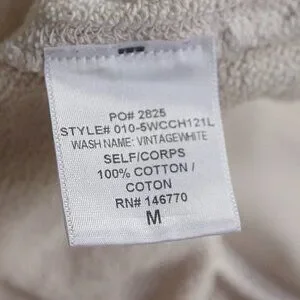 PO# 2825
STYLE# 010-5WCCH121L
WASH NAME: VINTAGEWHITE
SELF/CORPS
100% COTTON /
COTON
RN# 146770
M